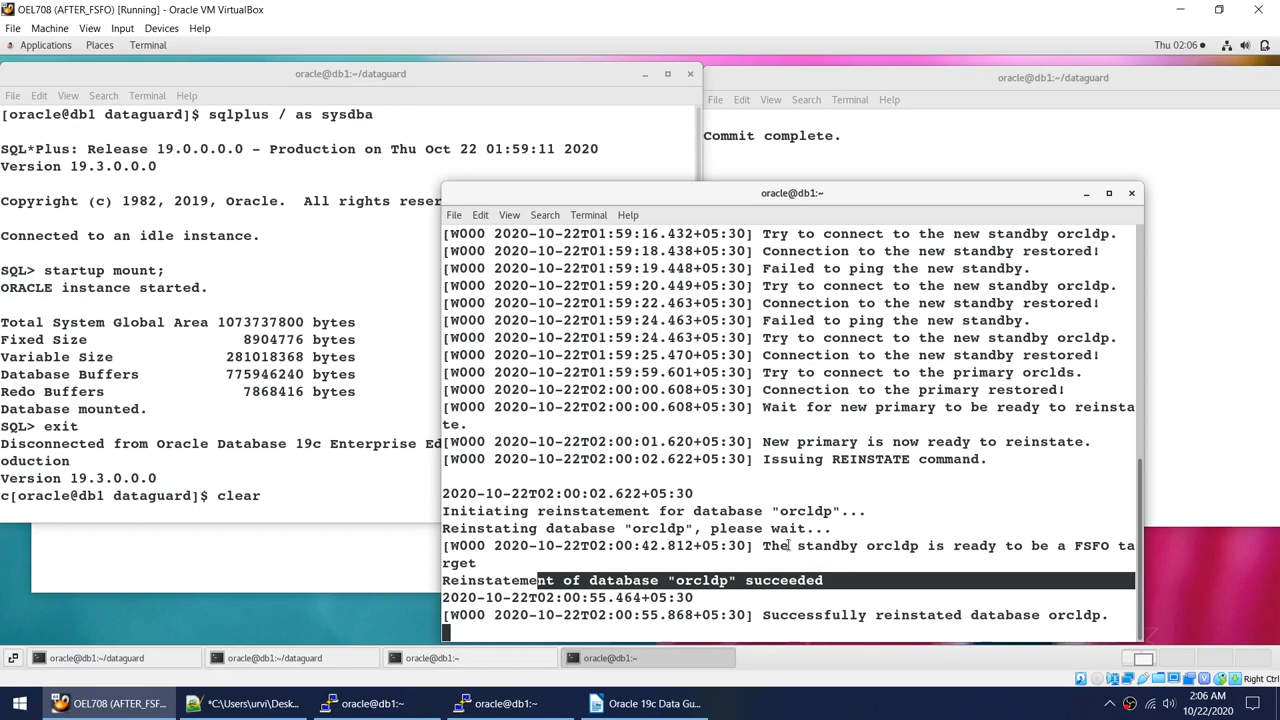 OEL708 (AFTER_FSFO) [Running] - Oracle VM VirtualBox
File Machine View Input Devices Help
Applications Places Terminal
Thu 02:06
oracle@db1:~/dataguard
File Edit View Search Terminal Help
[oracle@db1 dataguard]$ sqlplus / as sysdba
SQL*Plus: Release 19.0.0.0.0 - Production on Thu Oct 22 01:59:11 2020
Version 19.3.0.0.0
Copyright (c) 1982, 2019, Oracle.  All rights reser
Connected to an idle instance.
SQL> startup mount;
ORACLE instance started.
Total System Global Area 1073737800 bytes
Fixed Size                  8904776 bytes
Variable Size             281018368 bytes
Database Buffers          775946240 bytes
Redo Buffers                7868416 bytes
Database mounted.
SQL> exit
Disconnected from Oracle Database 19c Enterprise Ed
oduction
Version 19.3.0.0.0
c[oracle@db1 dataguard]$ clear
oracle@db1:~/dataguard
File Edit View Search Terminal Help
Commit complete.
oracle@db1:~
File Edit View Search Terminal Help
[W000 2020-10-22T01:59:16.432+05:30] Try to connect to the new standby orcldp.
[W000 2020-10-22T01:59:18.438+05:30] Connection to the new standby restored!
[W000 2020-10-22T01:59:19.448+05:30] Failed to ping the new standby.
[W000 2020-10-22T01:59:20.449+05:30] Try to connect to the new standby orcldp.
[W000 2020-10-22T01:59:22.463+05:30] Connection to the new standby restored!
[W000 2020-10-22T01:59:24.463+05:30] Failed to ping the new standby.
[W000 2020-10-22T01:59:24.463+05:30] Try to connect to the new standby orcldp.
[W000 2020-10-22T01:59:25.470+05:30] Connection to the new standby restored!
[W000 2020-10-22T01:59:59.601+05:30] Try to connect to the primary orclds.
[W000 2020-10-22T02:00:00.608+05:30] Connection to the primary restored!
[W000 2020-10-22T02:00:00.608+05:30] Wait for new primary to be ready to reinsta
te.
[W000 2020-10-22T02:00:01.620+05:30] New primary is now ready to reinstate.
[W000 2020-10-22T02:00:02.622+05:30] Issuing REINSTATE command.
2020-10-22T02:00:02.622+05:30
Initiating reinstatement for database "orcldp"...
Reinstating database "orcldp", please wait...
[W000 2020-10-22T02:00:42.812+05:30] The standby orcldp is ready to be a FSFO ta
rget
Reinstatement of database "orcldp" succeeded
2020-10-22T02:00:55.464+05:30
[W000 2020-10-22T02:00:55.868+05:30] Successfully reinstated database orcldp.
oracle@db1:~/dataguard
oracle@db1:~/dataguard
oracle@db1:~
oracle@db1:~
Right Ctrl
OEL708 (AFTER_FSF...
*C:\Users\urvi\Desk...
oracle@db1:~
oracle@db1:~
Oracle 19c Data Gu...
2:06 AM
10/22/2020